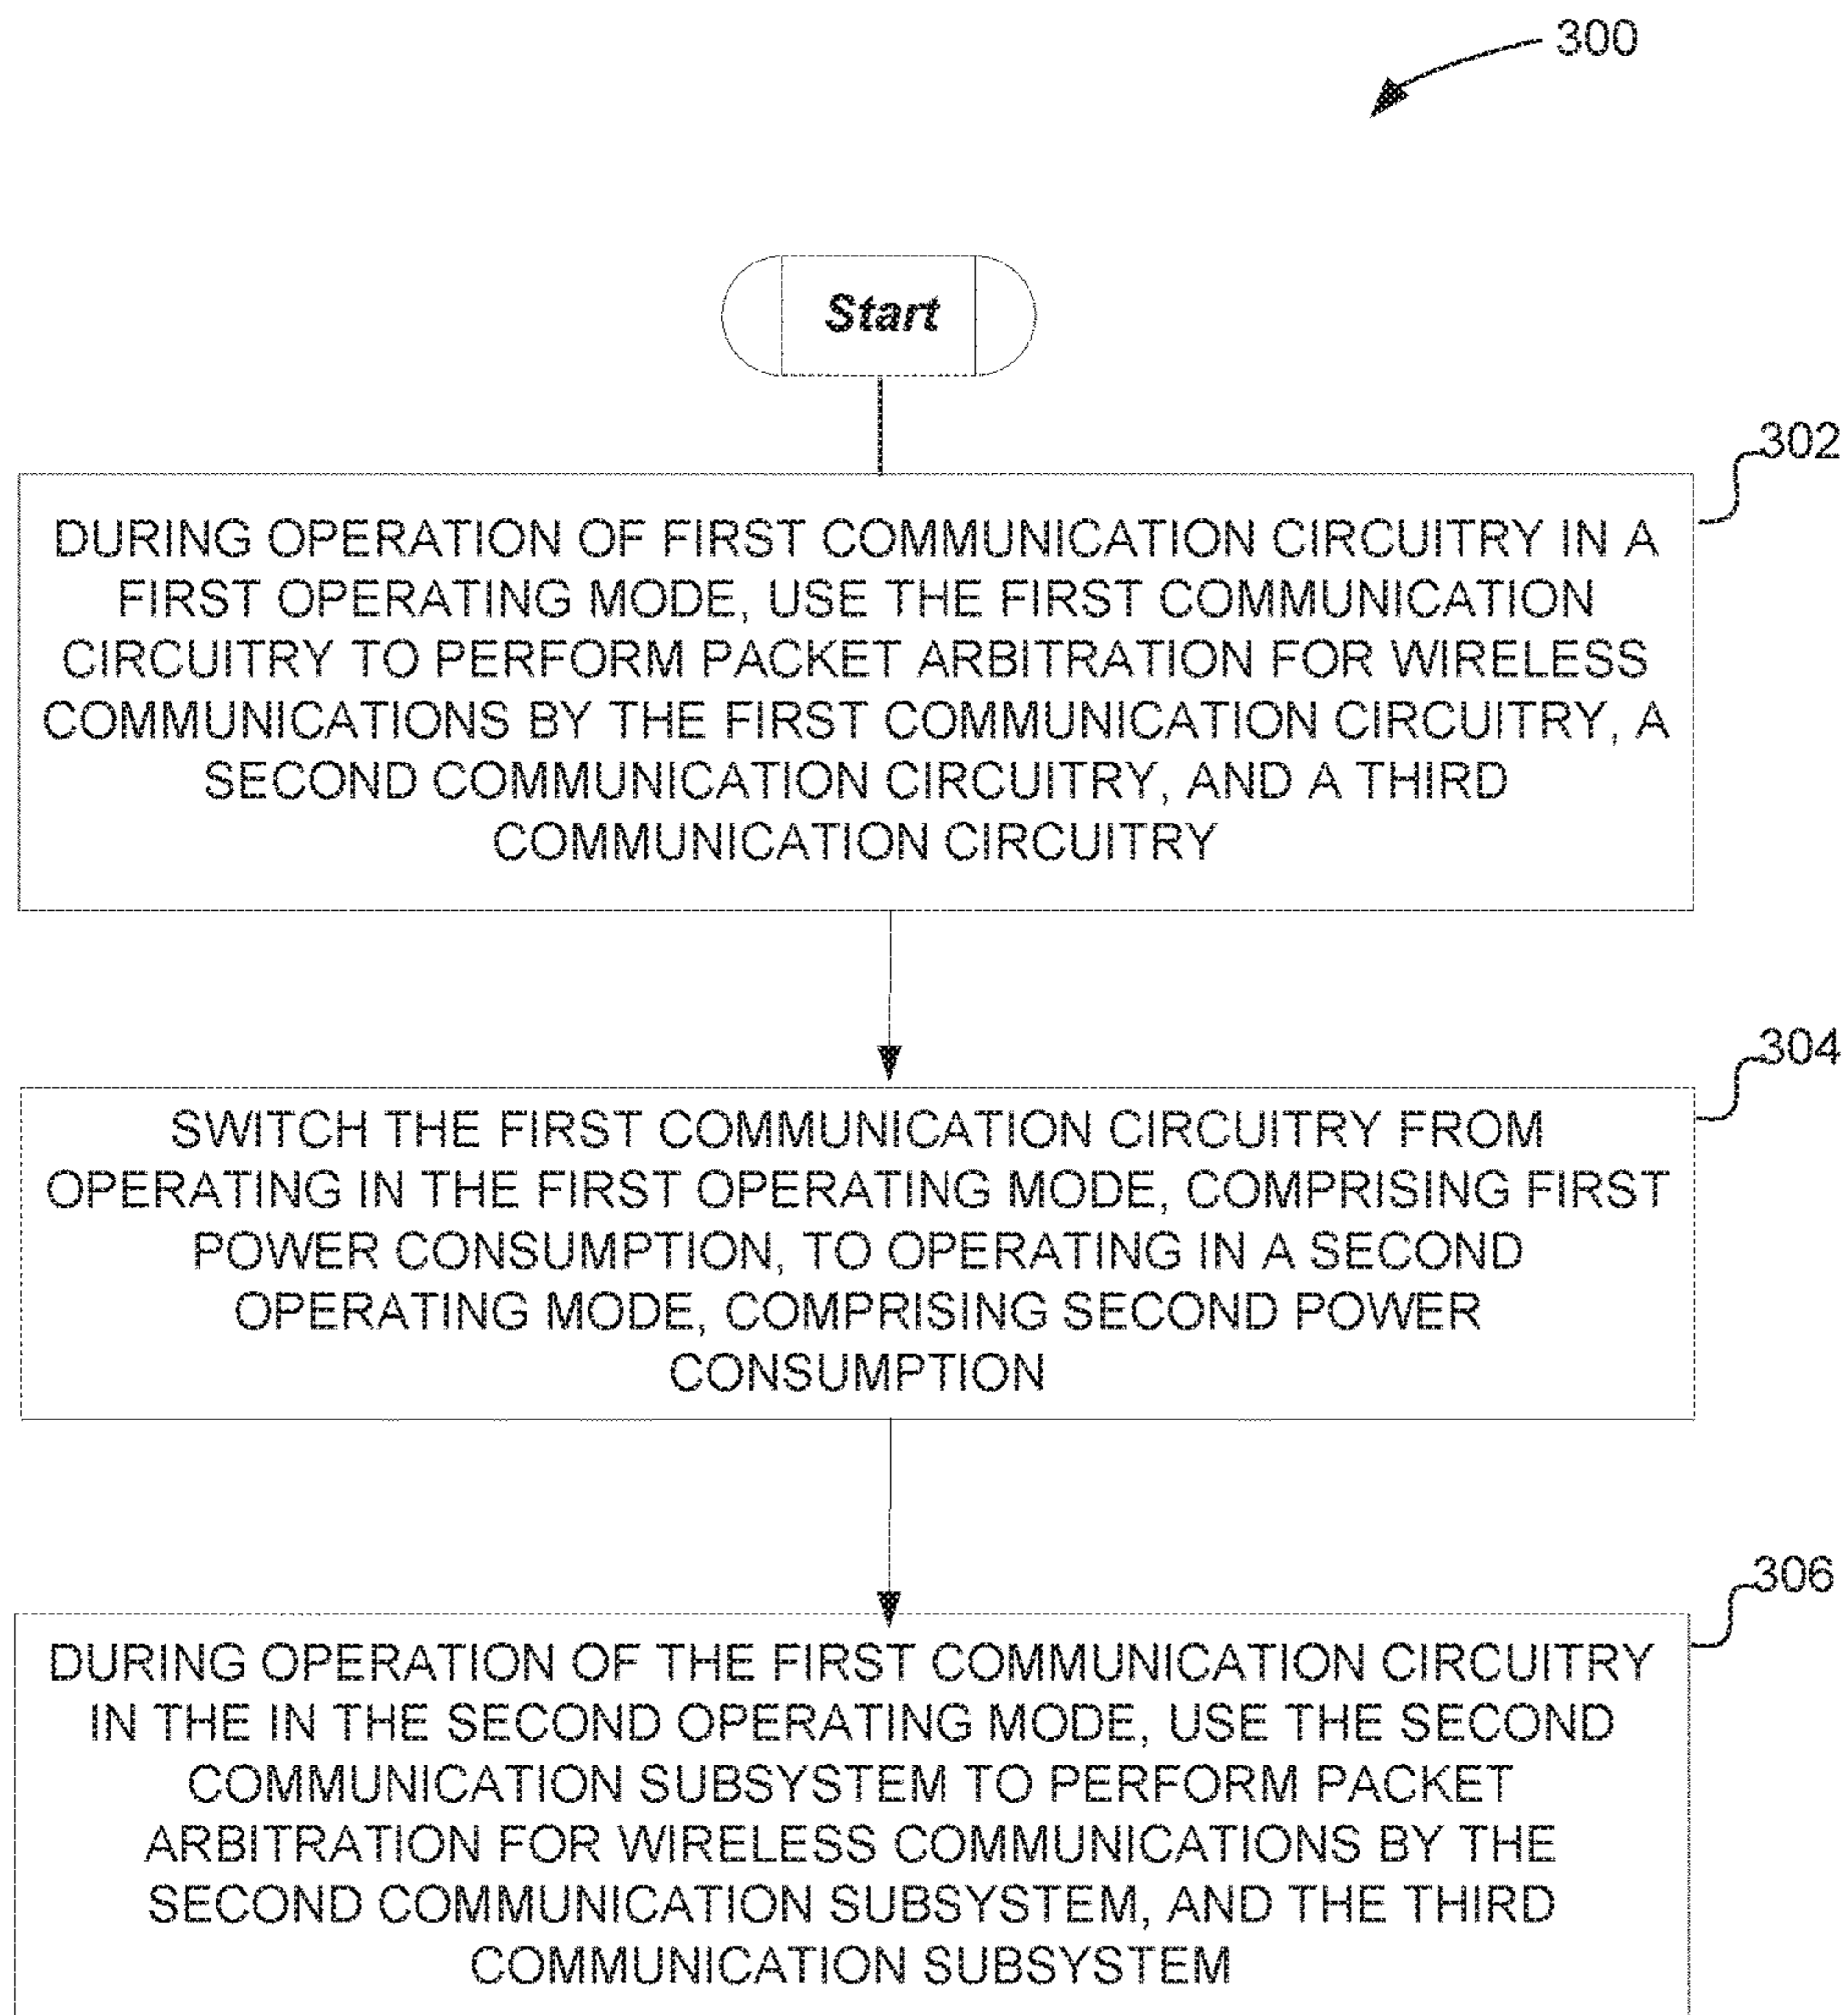 300
Start
302
DURING OPERATION OF FIRST COMMUNICATION CIRCUITRY IN A
FIRST OPERATING MODE, USE THE FIRST COMMUNICATION
CIRCUITRY TO PERFORM PACKET ARBITRATION FOR WIRELESS
COMMUNICATIONS BY THE FIRST COMMUNICATION CIRCUITRY, A
SECOND COMMUNICATION CIRCUITRY, AND A THIRD
COMMUNICATION CIRCUITRY
304
SWITCH THE FIRST COMMUNICATION CIRCUITRY FROM
OPERATING IN THE FIRST OPERATING MODE, COMPRISING FIRST
POWER CONSUMPTION, TO OPERATING IN A SECOND
OPERATING MODE, COMPRISING SECOND POWER
CONSUMPTION
306
DURING OPERATION OF THE FIRST COMMUNICATION CIRCUITRY
IN THE IN THE SECOND OPERATING MODE, USE THE SECOND
COMMUNICATION SUBSYSTEM TO PERFORM PACKET
ARBITRATION FOR WIRELESS COMMUNICATIONS BY THE
SECOND COMMUNICATION SUBSYSTEM, AND THE THIRD
COMMUNICATION SUBSYSTEM